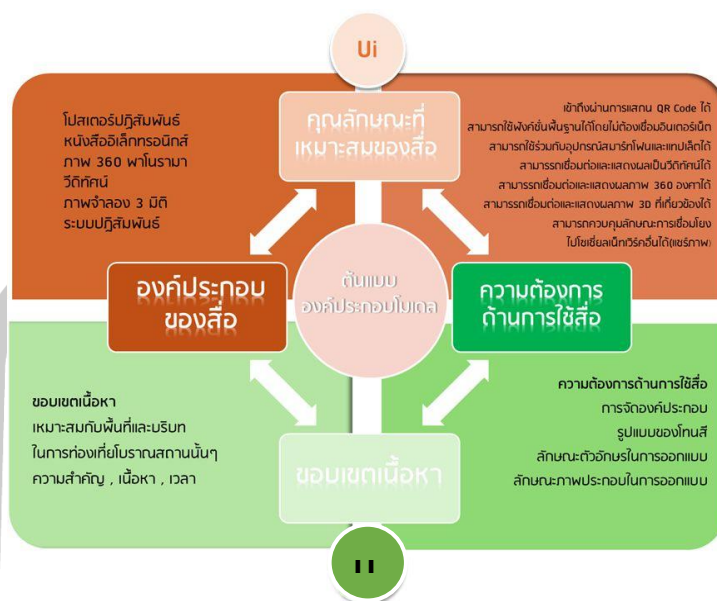 Ui
โปสเตอร์ปฎิสัมพันธ์
หนังสืออิเล็กทรอนิกส์
ภาพ 360 พาโนรามา
วีดิทัศน์
ภาพจำลอง 3 มิติ
ระบบปฎิสัมพันธ์
คุณลักษณะที่
เหมาะสมของสื่อ
เข้าถึงผ่านการแสกน QR Code ได้
สามารถใช้ฟังค์ชั่นพื้นฐานได้โดยไม่ต้องเชื่อมอินเตอร์เน็ต
สามารถใช้ร่วมกับอุปกรณ์สมาร์ทโฟนและแทปเล็ตได้
สามารรถเชื่อมต่อและแสดงผลเป็นวีดิทัศน์ได้
สามารรถเชื่อมต่อและแสดงผลภาพ 360 องศาได้
สามารรถเชื่อมต่อและแสดงผลภาพ 3D ที่เกี่ยวข้องได้
สามารถควบคุมลักษณะการเชื่อมโยง
ไปโซเชี่ยลเน็ทเวิร์คอื่นได้(แชร์ภาพ)
องค์ประกอบ
ของสื่อ
ต้นแบบ
องค์ประกอบโมเดล
ความต้องการ
ด้านการใช้สื่อ
ขอบเขตเนื้อหา
เหมาะสมกับพื้นที่และบริบท
ในการท่องเที่ยโบราณสถานนั้นๆ
ความสำคัญ , เนื้อหา , เวลา
ขอบเขตเนื้อหา
ความต้องการด้านการใช้สื่อ
การจัดองค์ประกอบ
รูปแบบของโทนสี
ลักษณะตัวอักษรในการออกแบบ
ลักษณะภาพประกอบในการออกแบบ